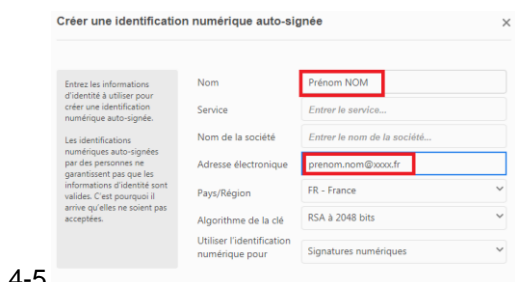 Créer une identification numérique auto-signée ×
Entrez les informations
d'identité à utiliser pour
créer une identification
numérique auto-signée.
Les identifications
numériques auto-signées
par des personnes ne
garantissent pas que les
informations d'identité sont
valides. C'est pourquoi il
arrive qu'elles ne soient pas
acceptées.
Nom Prénom NOM
Service Entrer le service...
Nom de la société Entrer le nom de la société...
Adresse électronique prenom.nom@xxxx.fr
Pays/Région FR - France
Algorithme de la clé RSA à 2048 bits
Utiliser l'identification
numérique pour Signatures numériques
4-5